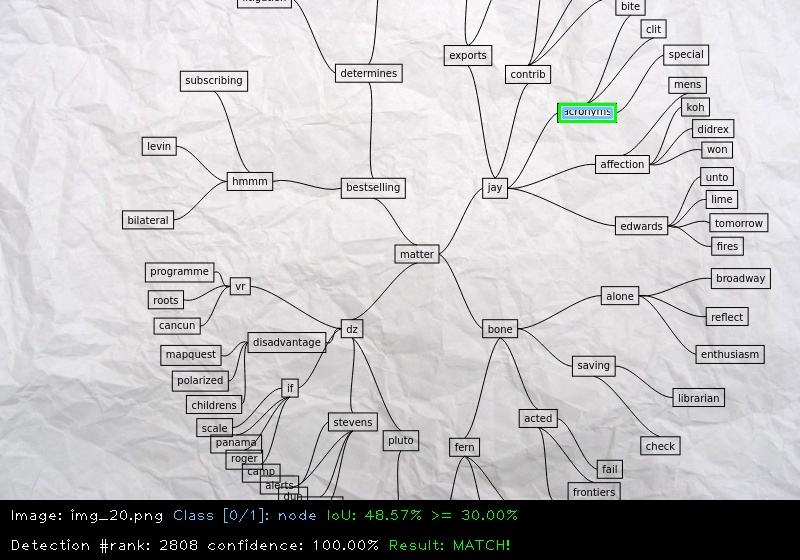 litigation
bite
clit
exports
special
determines
contrib
subscribing
mens
acronyms
koh
didrex
levin
won
affection
unto
hmmm
bestselling
jay
lime
bilateral
edwards
tomorrow
fires
matter
programme
broadway
vr
alone
roots
reflect
cancun
dz
bone
disadvantage
mapquest
enthusiasm
saving
polarized
if
librarian
childrens
acted
stevens
scale
pluto
panama
fern
check
roger
camp
fail
alerts
frontiers
Image: img_20.png Class [0/1]: node IoU: 48.57% >= 30.00%
Detection #rank: 2808 confidence: 100.00% Result: MATCH!